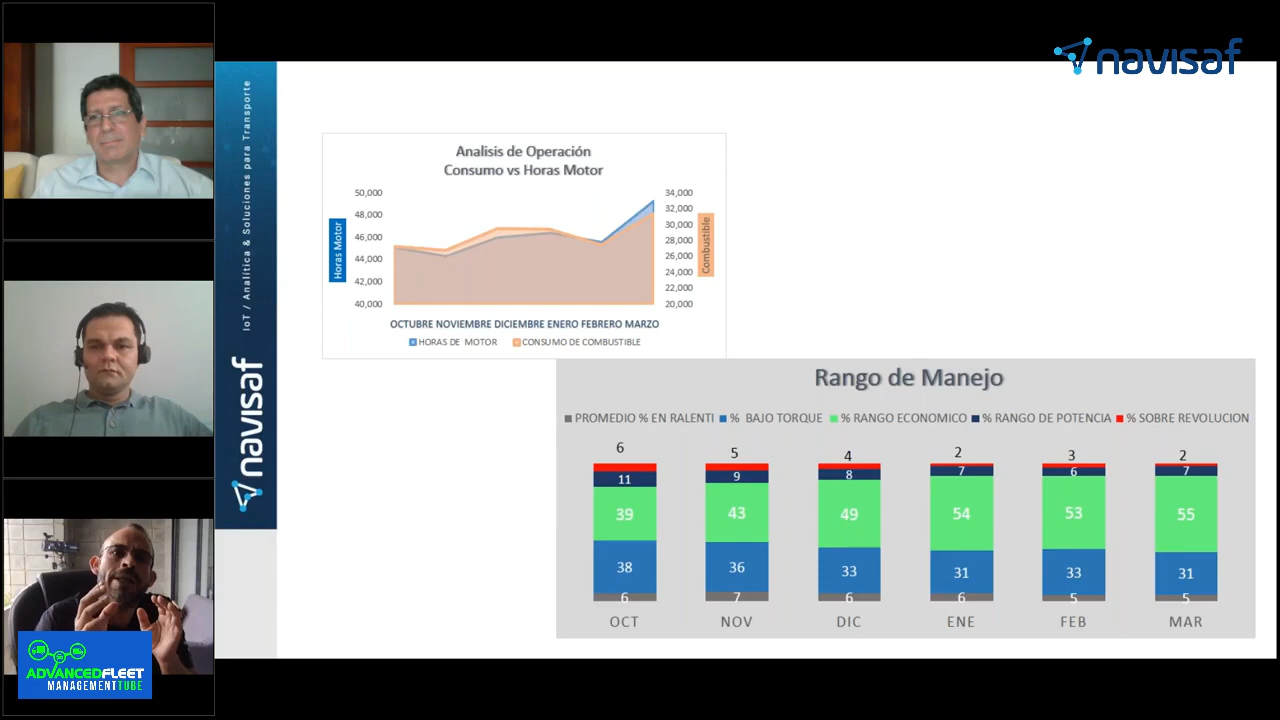 navisaf
navisaf IoT / Analítica & Soluciones para Transporte
Analisis de Operación
Consumo vs Horas Motor
50,000
48,000
46,000
44,000
42,000
40,000
Horas Motor
34,000
32,000
30,000
28,000
26,000
24,000
22,000
20,000
Combustible
OCTUBRE NOVIEMBRE DICIEMBRE ENERO FEBRERO MARZO
HORAS DE MOTOR CONSUMO DE COMBUSTIBLE
Rango de Manejo
PROMEDIO % EN RALENTI % BAJO TORQUE % RANGO ECONOMICO % RANGO DE POTENCIA % SOBRE REVOLUCION
6 5 4 2 3 2
11 9 8 7 6 7
39 43 49 54 53 55
38 36 33 31 33 31
6 7 6 6 5 5
OCT NOV DIC ENE FEB MAR
ADVANCEDFLEET
MANAGEMENTTUBE